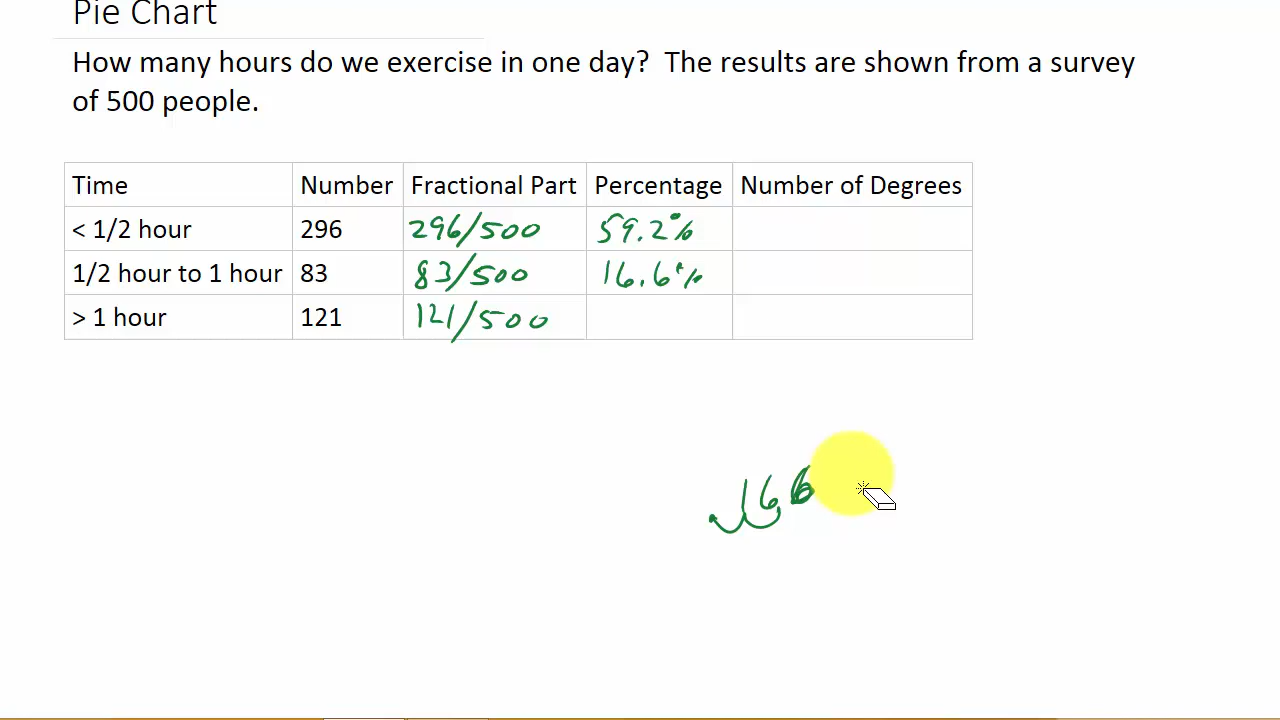 Pie Chart
How many hours do we exercise in one day? The results are shown from a survey
of 500 people.
Time Number Fractional Part Percentage Number of Degrees
< 1/2 hour 296 296/500 59.2%
1/2 hour to 1 hour 83 83/500 16.6%
> 1 hour 121 121/500
.166